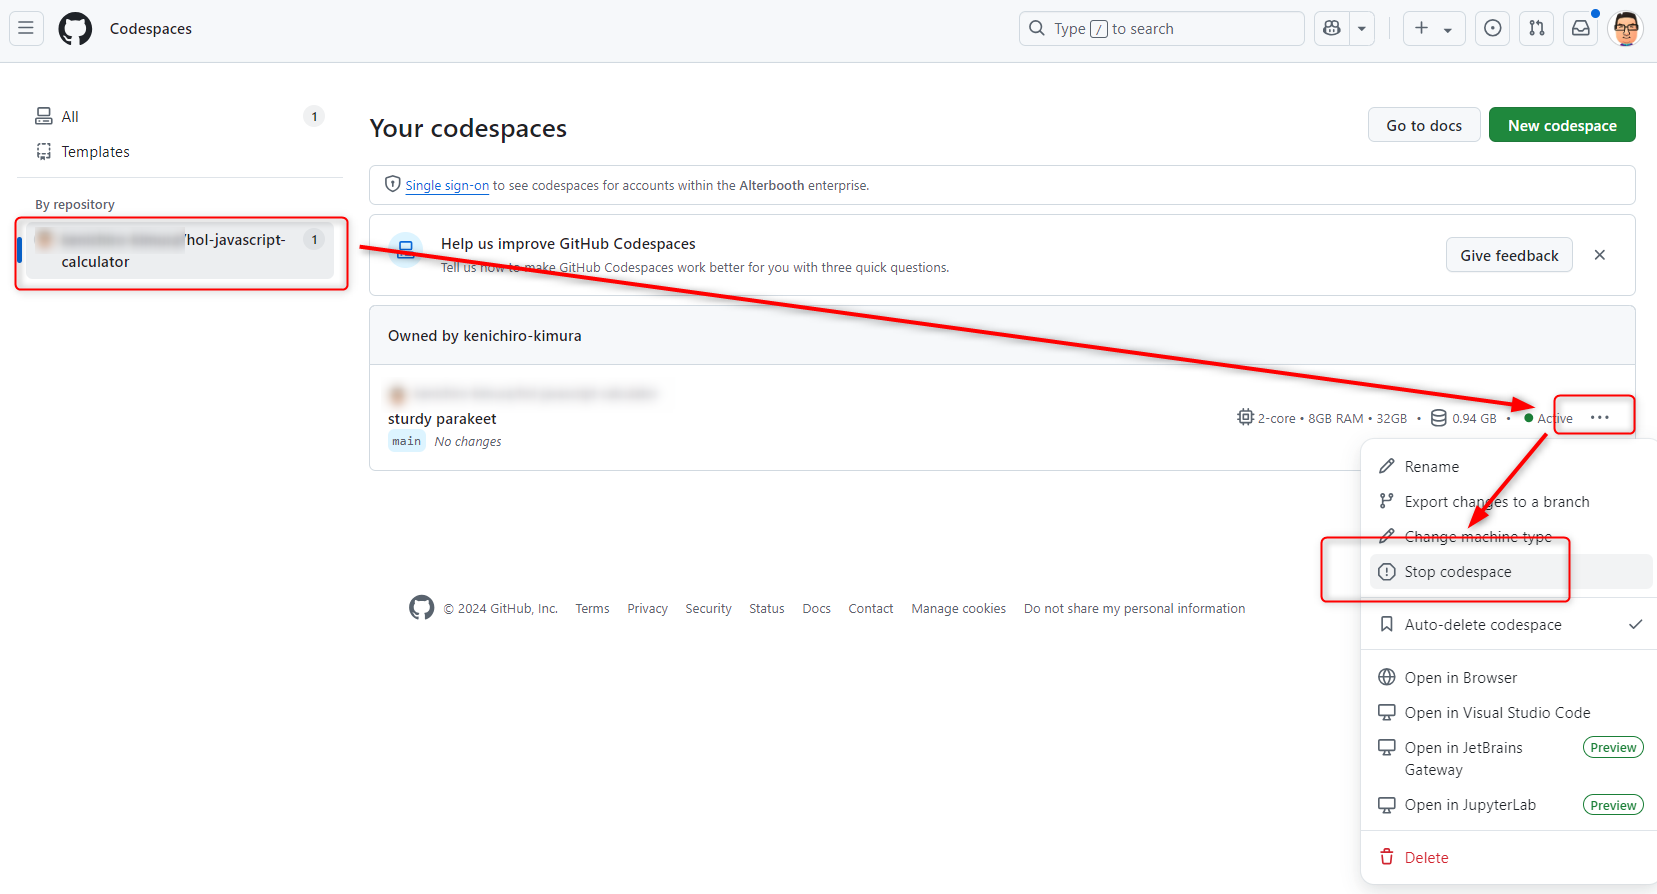 Codespaces
Type / to search
All 1
Templates
By repository
/hol-javascript- 1
calculator
Your codespaces
Go to docs
New codespace
Single sign-on to see codespaces for accounts within the Alterbooth enterprise.
Help us improve GitHub Codespaces
Tell us how to make GitHub Codespaces work better for you with three quick questions.
Give feedback
Owned by kenichiro-kimura
sturdy parakeet
main No changes
2-core • 8GB RAM • 32GB • 0.94 GB • Active
Rename
Export changes to a branch
Change machine type
Stop codespace
Auto-delete codespace
Open in Browser
Open in Visual Studio Code
Open in JetBrains Preview
Gateway
Open in JupyterLab Preview
Delete
© 2024 GitHub, Inc. Terms Privacy Security Status Docs Contact Manage cookies Do not share my personal information